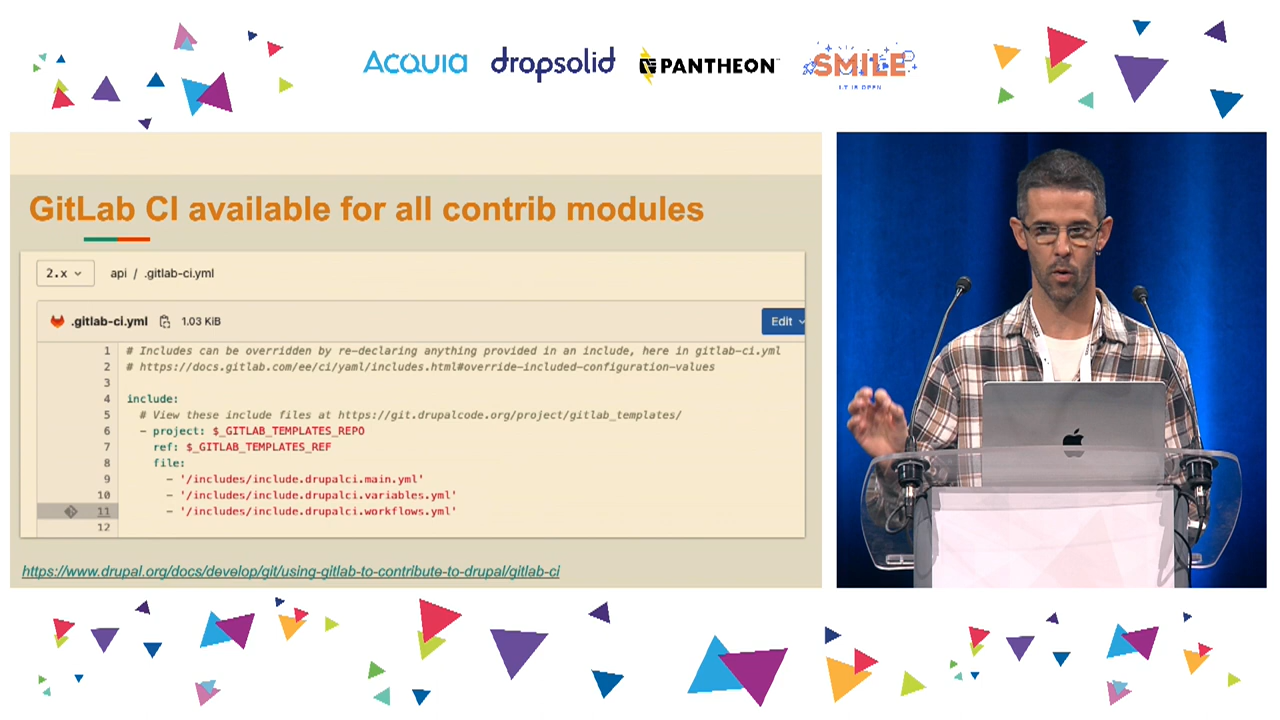 Acquia
dropsolid
PANTHEON
SMILE
I.T IS OPEN
GitLab CI available for all contrib modules
2.x
api / .gitlab-ci.yml
.gitlab-ci.yml 1.03 KiB
Edit
1 # Includes can be overridden by re-declaring anything provided in an include, here in gitlab-ci.yml
2 # https://docs.gitlab.com/ee/ci/yaml/includes.html#override-included-configuration-values
3
4 include:
5 # View these include files at https://git.drupalcode.org/project/gitlab_templates/
6 - project: $_GITLAB_TEMPLATES_REPO
7 ref: $_GITLAB_TEMPLATES_REF
8 file:
9 - '/includes/include.drupalci.main.yml'
10 - '/includes/include.drupalci.variables.yml'
11 - '/includes/include.drupalci.workflows.yml'
12
https://www.drupal.org/docs/develop/git/using-gitlab-to-contribute-to-drupal/gitlab-ci